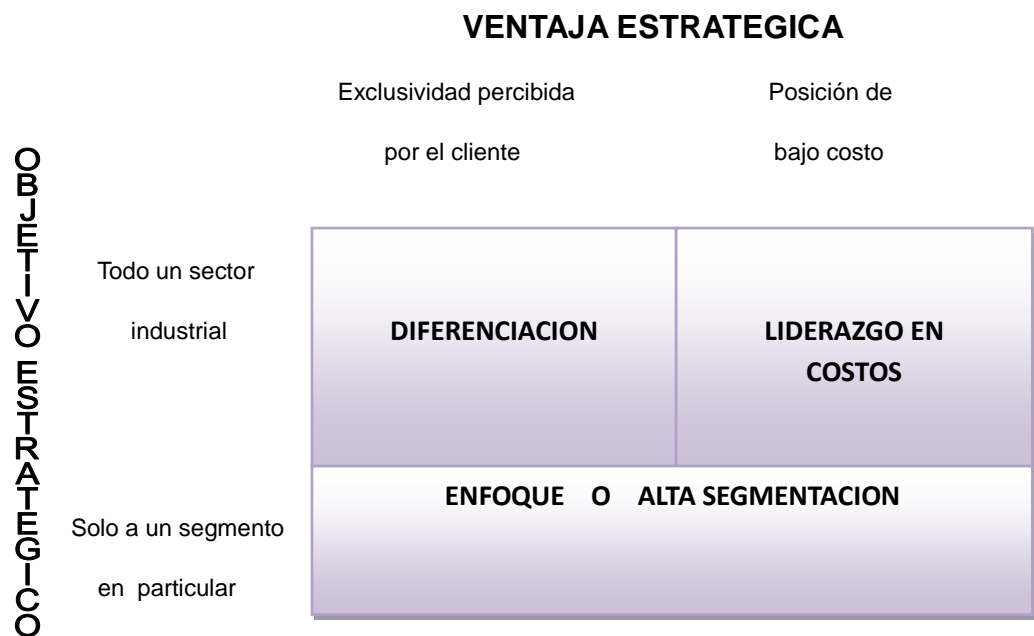 VENTAJA ESTRATEGICA
Exclusividad percibida
por el cliente
Posición de
bajo costo
OBJETIVO ESTRATEGICO
Todo un sector
industrial
DIFERENCIACION
LIDERAZGO EN
COSTOS
ENFOQUE O ALTA SEGMENTACION
Solo a un segmento
en particular